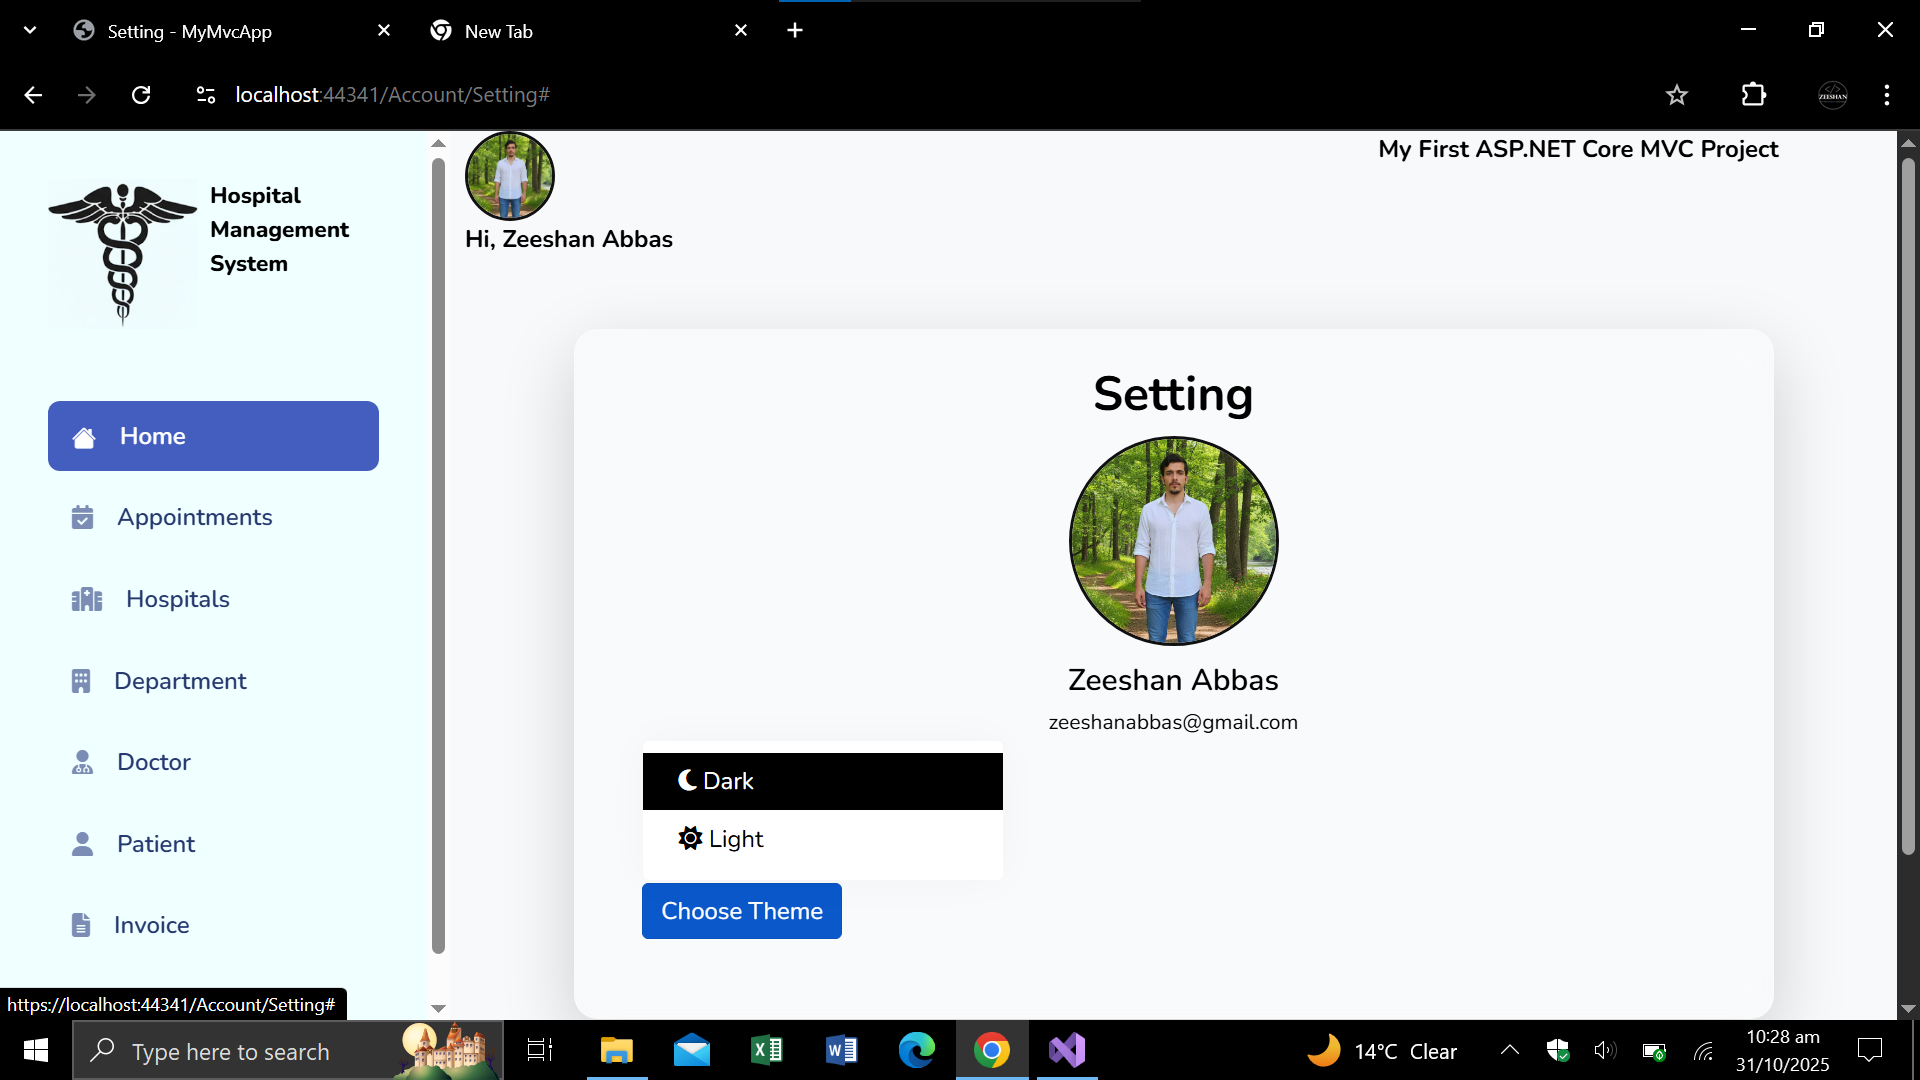 Setting - MyMvcApp
New Tab
localhost:44341/Account/Setting#
ZEESHAN
Hospital
Management
System
Hi, Zeeshan Abbas
My First ASP.NET Core MVC Project
Home
Appointments
Hospitals
Department
Doctor
Patient
Invoice
Setting
Zeeshan Abbas
zeeshanabbas@gmail.com
Dark
Light
Choose Theme
https://localhost:44341/Account/Setting#
Type here to search
14°C Clear
10:28 am
31/10/2025